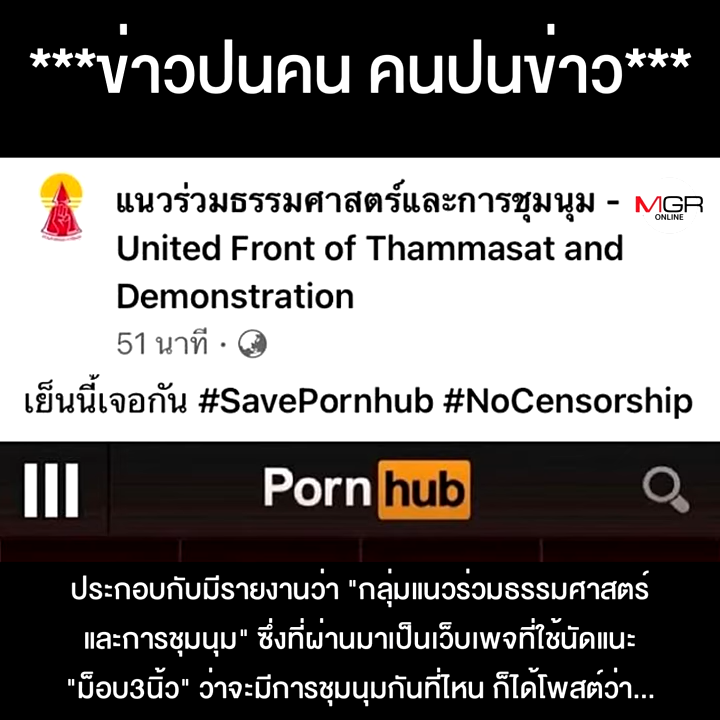 ***ข่าวปนคน คนปนข่าว***
แนวร่วมธรรมศาสตร์และการชุมนุม -
MGR
ONLINE
United Front of Thammasat and
Demonstration
51 นาที ·
เย็นนี้เจอกัน #SavePornhub #NoCensorship
Porn hub
ประกอบกับมีรายงานว่า "กลุ่มแนวร่วมธรรมศาสตร์
และการชุมนุม" ซึ่งที่ผ่านมาเป็นเว็บเพจที่ใช้นัดแนะ
"ม็อบ3นิ้ว" ว่าจะมีการชุมนุมกันที่ไหน ก็ได้โพสต์ว่า...